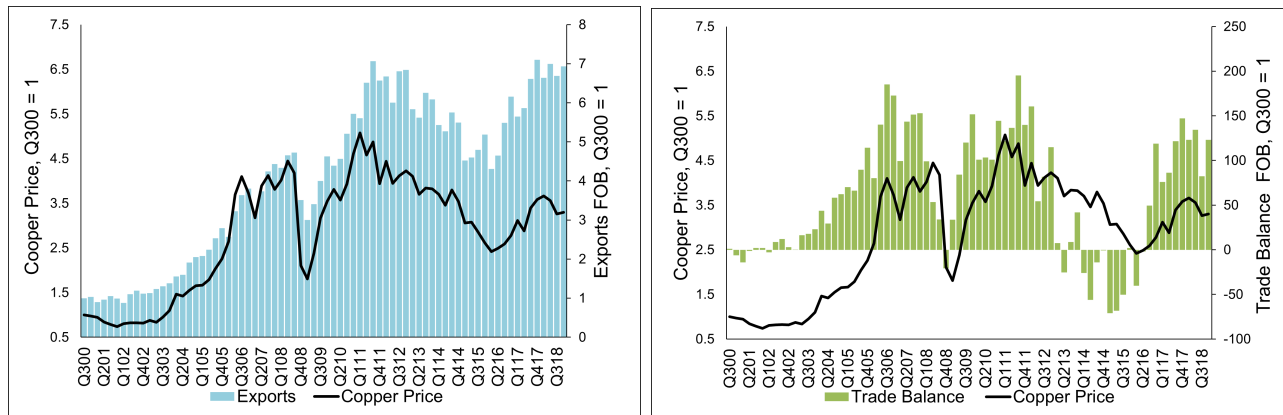 Cooper Price, Q300 = 1
7.5
6.5
5.5
4.5
3.5
2.5
1.5
0.5
8
7
6
5
4
3
2
1
0
Exports FOB, Q300 = 1
Q300
Q201
Q102
Q402
Q303
Q204
Q105
Q405
Q306
Q207
Q108
Q408
Q309
Q210
Q111
Q411
Q312
Q213
Q114
Q414
Q315
Q216
Q117
Q417
Q318
Exports
Copper Price
Cooper Price, Q300 = 1
7.5
6.5
5.5
4.5
3.5
2.5
1.5
0.5
250
200
150
100
50
0
-50
-100
Trade Balance FOB, Q300 = 1
Q300
Q201
Q102
Q402
Q303
Q204
Q105
Q405
Q306
Q207
Q108
Q408
Q309
Q210
Q111
Q411
Q312
Q213
Q114
Q414
Q315
Q216
Q117
Q417
Q318
Trade Balance
Copper Price